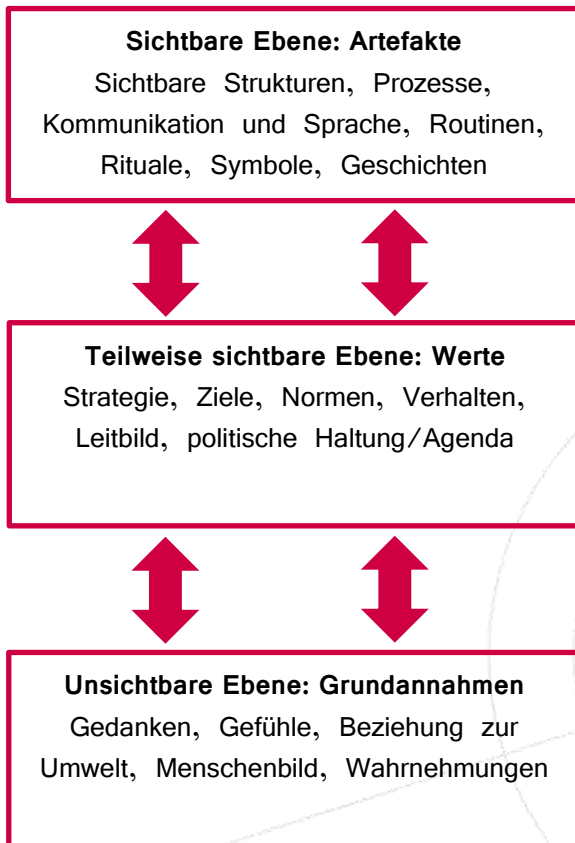 Sichtbare Ebene: Artefakte
Sichtbare Strukturen, Prozesse,
Kommunikation und Sprache, Routinen,
Rituale, Symbole, Geschichten
Teilweise sichtbare Ebene: Werte
Strategie, Ziele, Normen, Verhalten,
Leitbild, politische Haltung/Agenda
Unsichtbare Ebene: Grundannahmen
Gedanken, Gefühle, Beziehung zur
Umwelt, Menschenbild, Wahrnehmungen